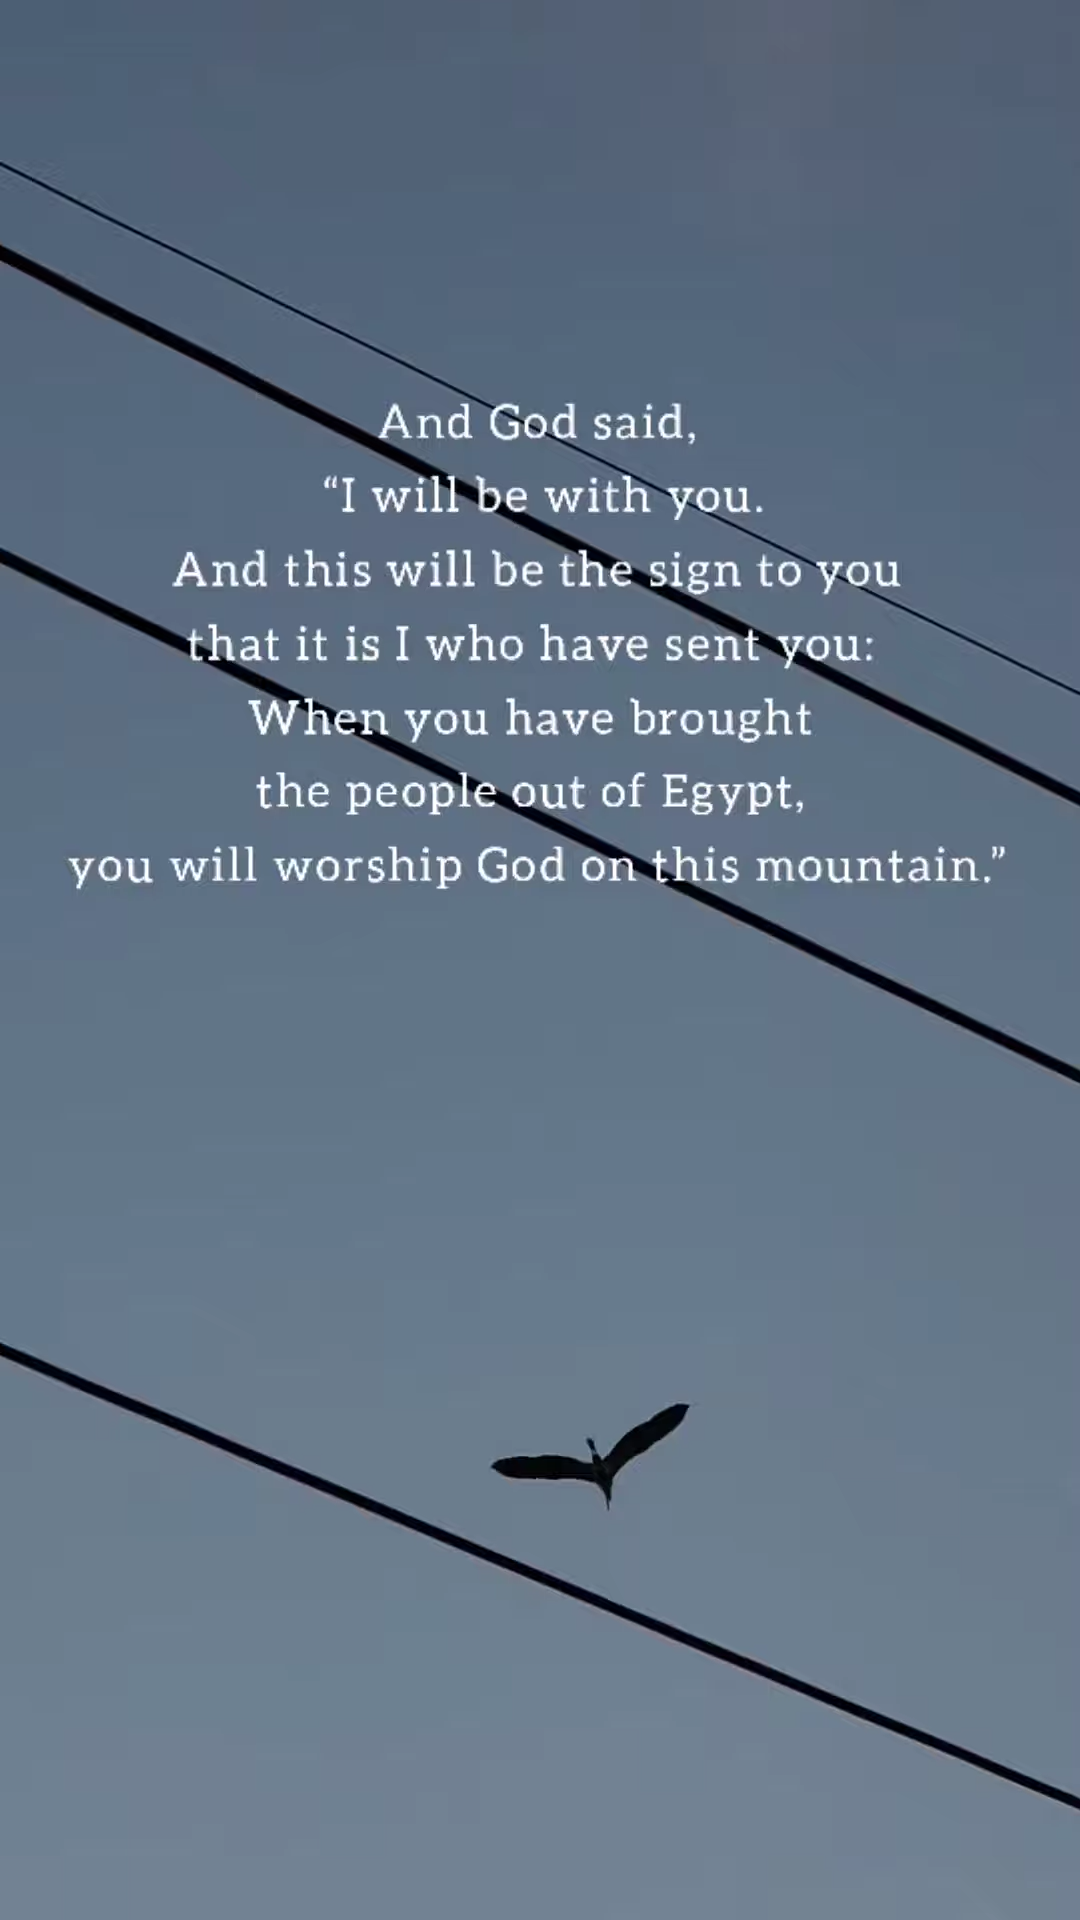 And God said,
“I will be with you.
And this will be the sign to you
that it is I who have sent you:
When you have brought
the people out of Egypt,
you will worship God on this mountain.”